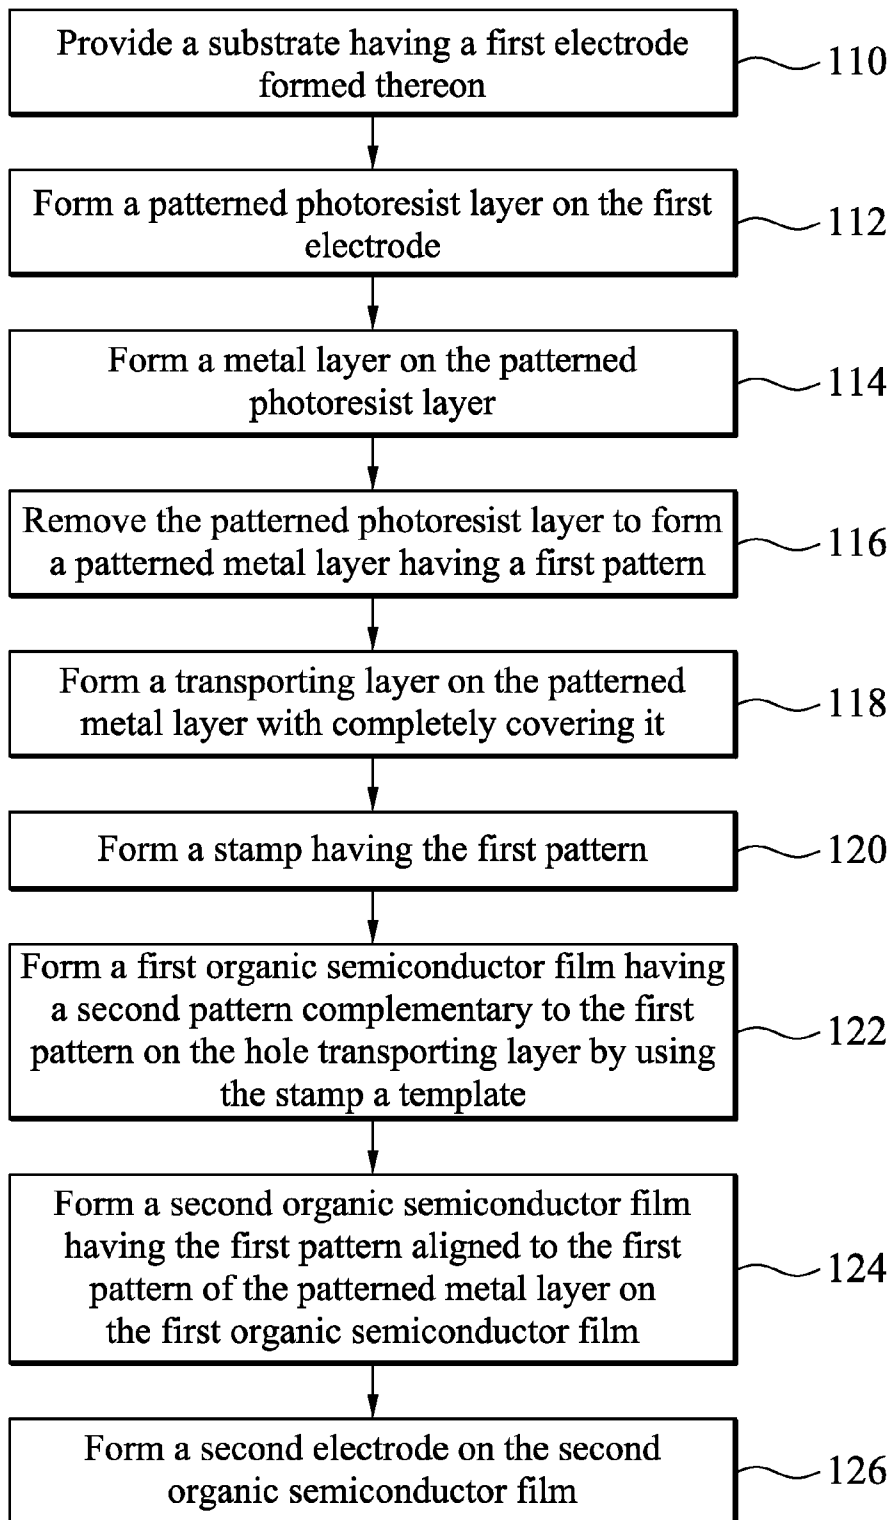 Provide a substrate having a first electrode
formed thereon
110
Form a patterned photoresist layer on the first
electrode
112
Form a metal layer on the patterned
photoresist layer
114
Remove the patterned photoresist layer to form
a patterned metal layer having a first pattern
116
Form a transporting layer on the patterned
metal layer with completely covering it
118
Form a stamp having the first pattern
120
Form a first organic semiconductor film having
a second pattern complementary to the first
pattern on the hole transporting layer by using
the stamp a template
122
Form a second organic semiconductor film
having the first pattern aligned to the first
pattern of the patterned metal layer on
the first organic semiconductor film
124
Form a second electrode on the second
organic semiconductor film
126